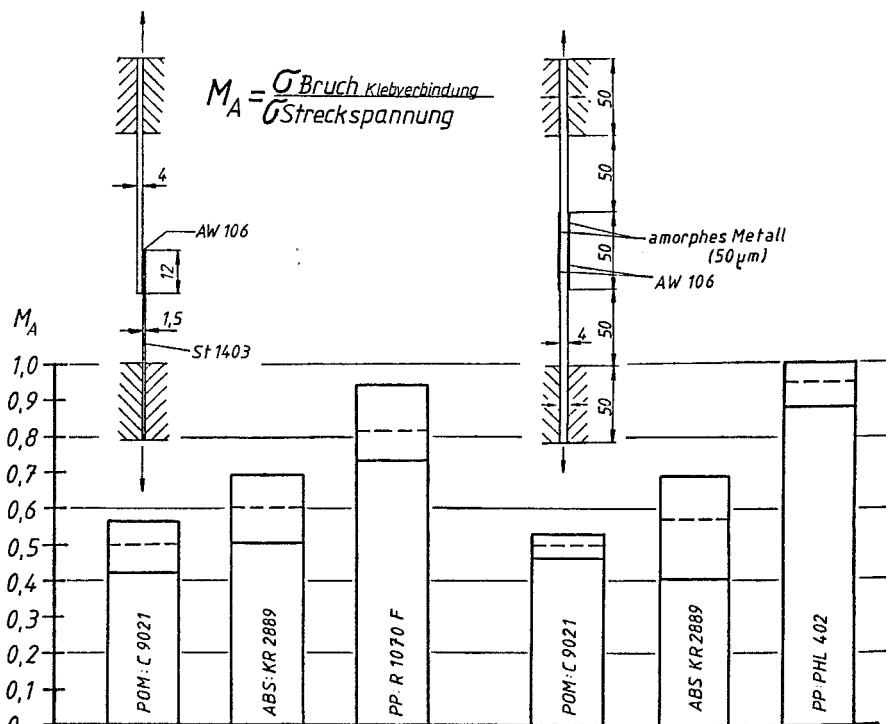 M_A = σ Bruch Klebverbindung
σ Streckspannung
4
AW 106
12
1,5
St 1403
50
50
amorphes Metall
(50 µm)
50
AW 106
50
4
50
M_A
1,0
0,9
0,8
0,7
0,6
0,5
0,4
0,3
0,2
0,1
POM: C 9021
ABS: KR 2889
PP: R 1070 F
POM: C 9021
ABS KR 2889
PP: PHL 402